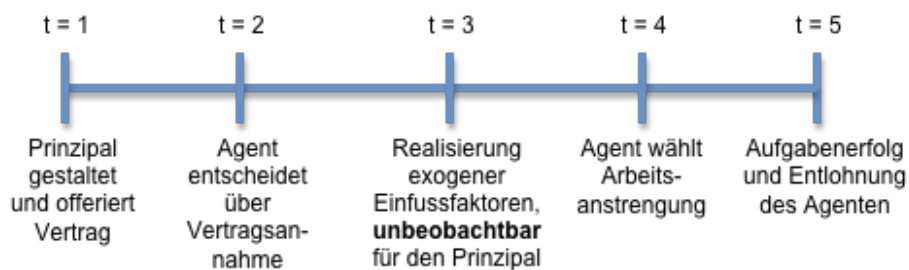 t = 1
t = 2
t = 3
t = 4
t = 5
Prinzipal
gestaltet
und offeriert
Vertrag
Agent
entscheidet
über
Vertragsan-
nahme
Realisierung
exogener
Einfussfaktoren,
unbeobachtbar
für den Prinzipal
Agent wählt
Arbeits-
anstrengung
Aufgabenerfolg
und Entlohnung
des Agenten